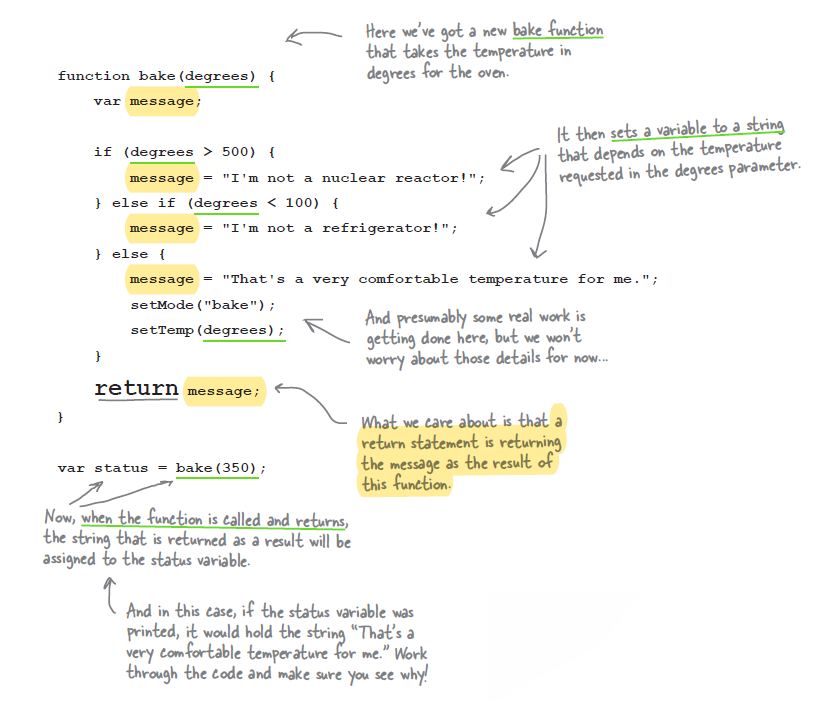 Here we've got a new bake function
that takes the temperature in
degrees for the oven.
function bake(degrees) {
var message;
It then sets a variable to a string
that depends on the temperature
requested in the degrees parameter.
if (degrees > 500) {
message = "I'm not a nuclear reactor!";
} else if (degrees < 100) {
message = "I'm not a refrigerator!";
} else {
message = "That's a very comfortable temperature for me.";
setMode("bake");
setTemp(degrees);
}
And presumably some real work is
getting done here, but we won't
worry about those details for now...
return message;
}
What we care about is that a
return statement is returning
the message as the result of
this function.
var status = bake(350);
Now, when the function is called and returns,
the string that is returned as a result will be
assigned to the status variable.
And in this case, if the status variable was
printed, it would hold the string "That's a
very comfortable temperature for me." Work
through the code and make sure you see why!